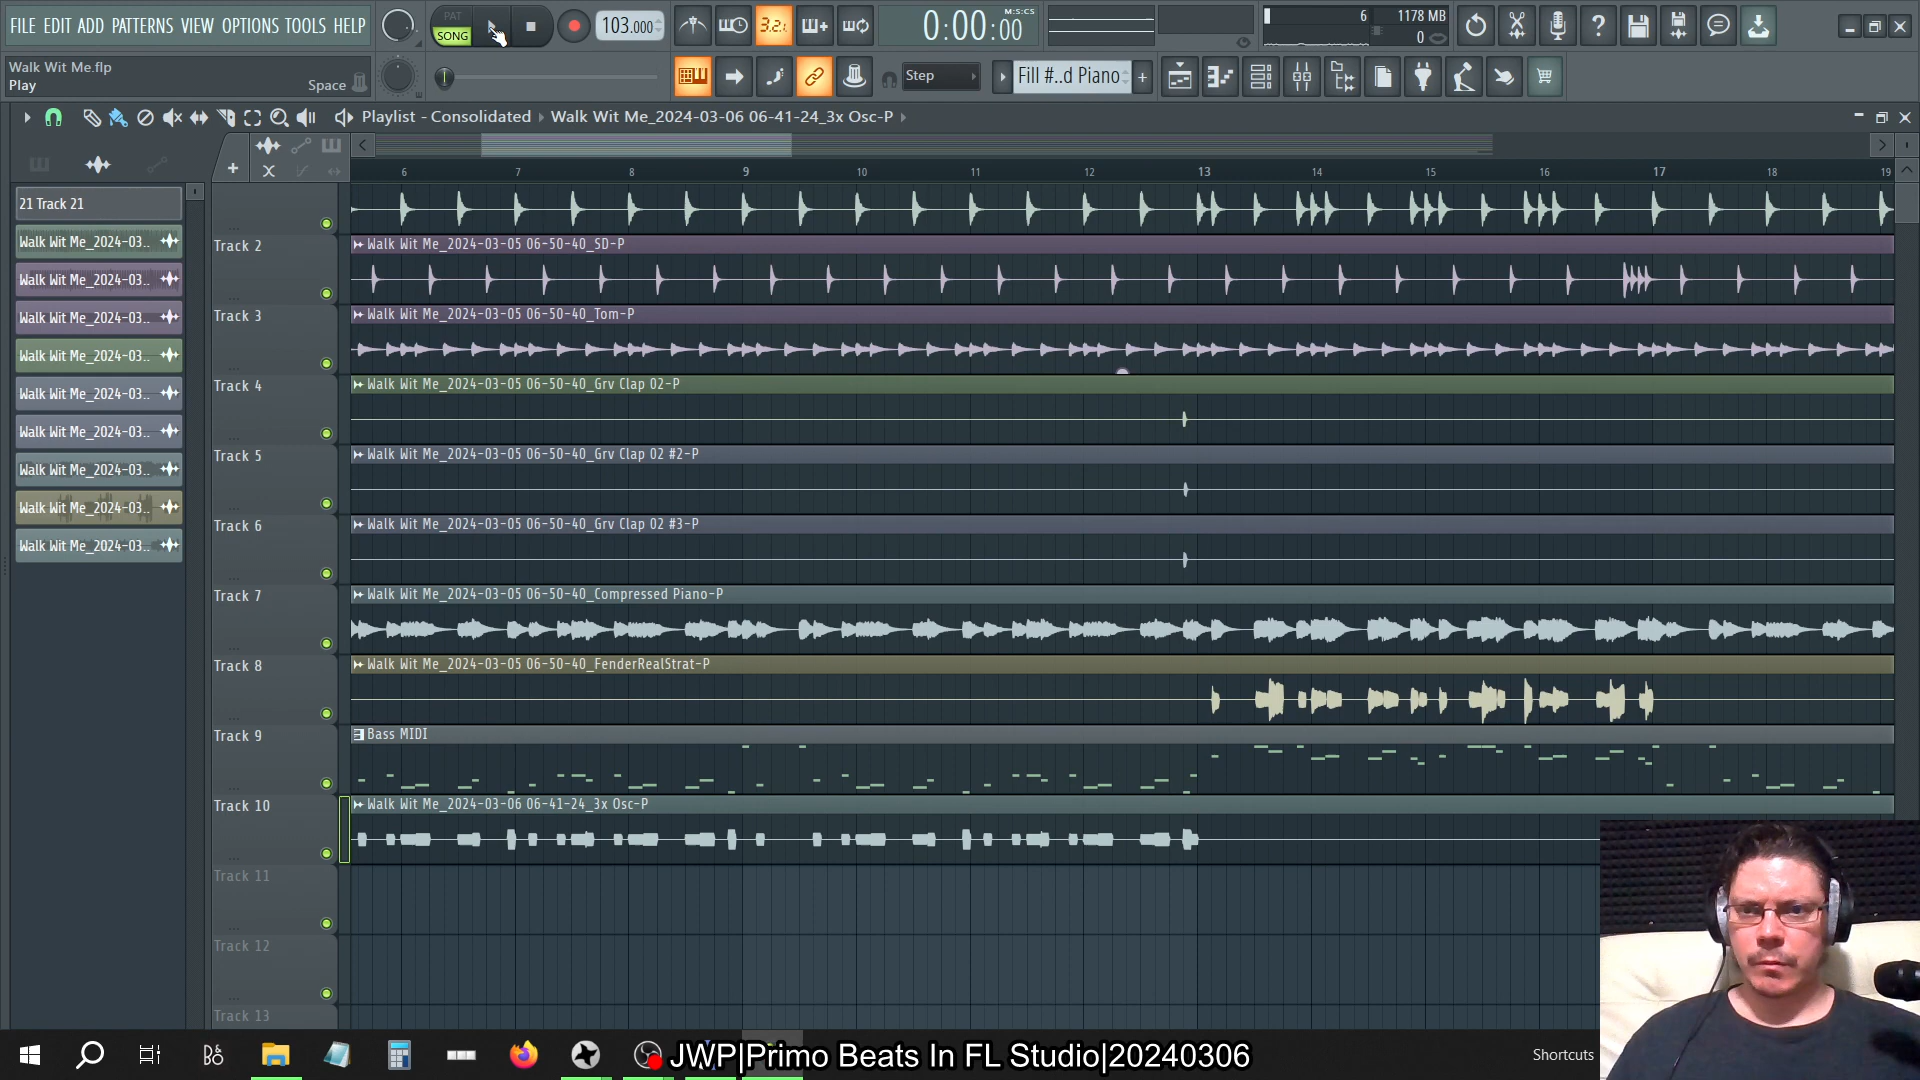 FILE EDIT ADD PATTERNS VIEW OPTIONS TOOLS HELP
PAT
SONG
103.000
3.2.
0:00:00
M:S:CS
6
1178 MB
0
Walk Wit Me.flp
Play
Space
Step
Fill #..d Piano
Playlist - Consolidated
Walk Wit Me_2024-03-06 06-41-24_3x Osc-P
6 7 8 9 10 11 12 13 14 15 16 17 18 19
21 Track 21
Walk Wit Me_2024-03..
Walk Wit Me_2024-03..
Walk Wit Me_2024-03..
Walk Wit Me_2024-03..
Walk Wit Me_2024-03..
Walk Wit Me_2024-03..
Walk Wit Me_2024-03..
Walk Wit Me_2024-03..
Walk Wit Me_2024-03..
Track 2
Walk Wit Me_2024-03-05 06-50-40_SD-P
Track 3
Walk Wit Me_2024-03-05 06-50-40_Tom-P
Track 4
Walk Wit Me_2024-03-05 06-50-40_Grv Clap 02-P
Track 5
Walk Wit Me_2024-03-05 06-50-40_Grv Clap 02 #2-P
Track 6
Walk Wit Me_2024-03-05 06-50-40_Grv Clap 02 #3-P
Track 7
Walk Wit Me_2024-03-05 06-50-40_Compressed Piano-P
Track 8
Walk Wit Me_2024-03-05 06-50-40_FenderRealStrat-P
Track 9
Bass MIDI
Track 10
Walk Wit Me_2024-03-06 06-41-24_3x Osc-P
Track 11
Track 12
Track 13
JWP|Primo Beats In FL Studio|20240306
Shortcuts